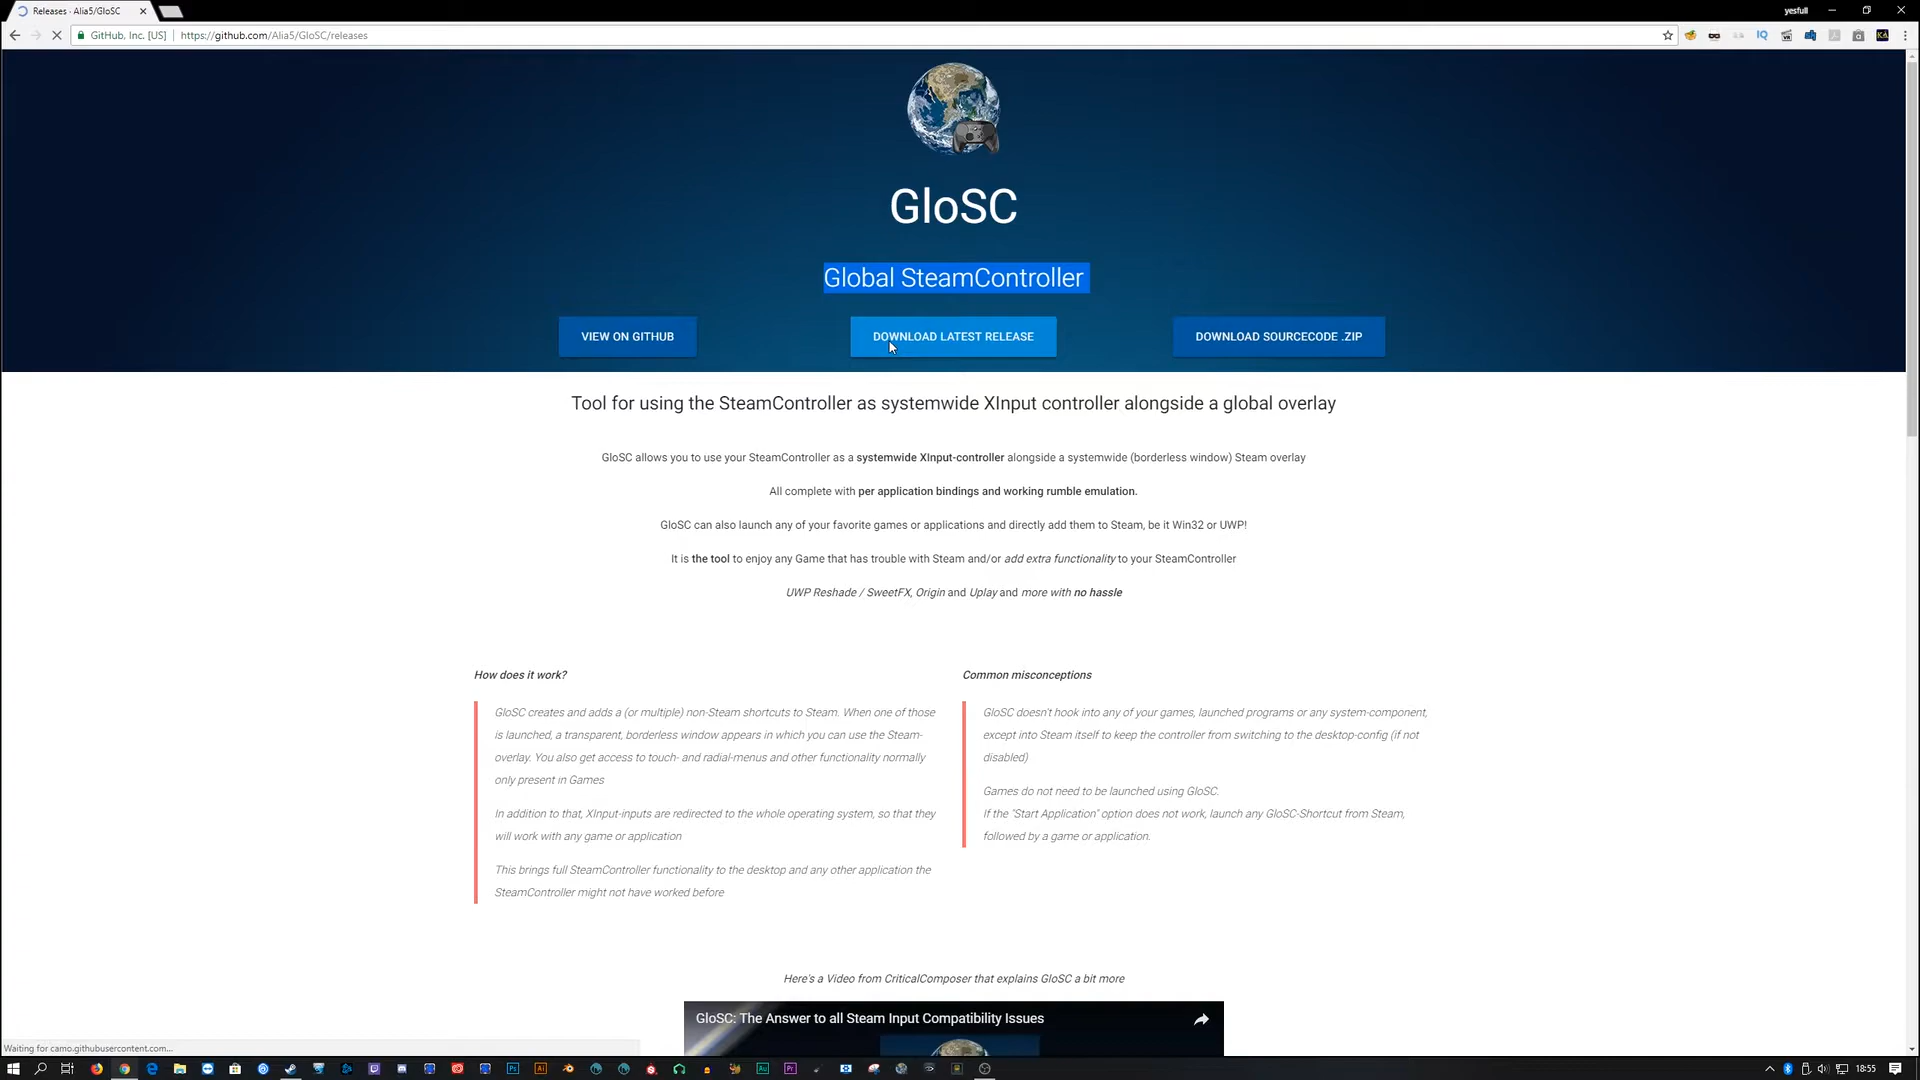 Releases · Alia5/GloSC
yesfull
GitHub, Inc. [US]
https://github.com/Alia5/GloSC/releases
GloSC
Global SteamController
VIEW ON GITHUB
DOWNLOAD LATEST RELEASE
DOWNLOAD SOURCECODE .ZIP
Tool for using the SteamController as systemwide XInput controller alongside a global overlay
GloSC allows you to use your SteamController as a systemwide XInput-controller alongside a systemwide (borderless window) Steam overlay
All complete with per application bindings and working rumble emulation.
GloSC can also launch any of your favorite games or applications and directly add them to Steam, be it Win32 or UWP!
It is the tool to enjoy any Game that has trouble with Steam and/or add extra functionality to your SteamController
UWP Reshade / SweetFX, Origin and Uplay and more with no hassle
How does it work?
GloSC creates and adds a (or multiple) non-Steam shortcuts to Steam. When one of those
is launched, a transparent, borderless window appears in which you can use the Steam-
overlay. You also get access to touch- and radial-menus and other functionality normally
only present in Games
In addition to that, XInput-inputs are redirected to the whole operating system, so that they
will work with any game or application
This brings full SteamController functionality to the desktop and any other application the
SteamController might not have worked before
Common misconceptions
GloSC doesn't hook into any of your games, launched programs or any system-component,
except into Steam itself to keep the controller from switching to the desktop-config (if not
disabled)
Games do not need to be launched using GloSC.
If the "Start Application" option does not work, launch any GloSC-Shortcut from Steam,
followed by a game or application.
Here's a Video from CriticalComposer that explains GloSC a bit more
GloSC: The Answer to all Steam Input Compatibility Issues
Waiting for camo.githubusercontent.com...
18:55